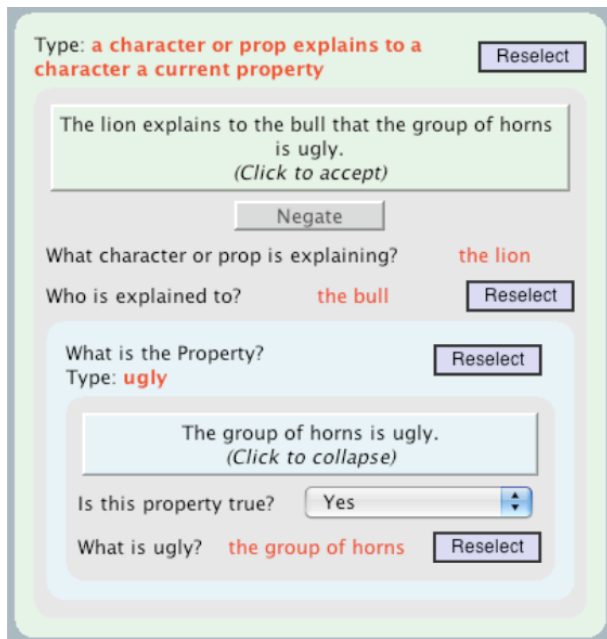 Type: a character or prop explains to a
character a current property
Reselect
The lion explains to the bull that the group of horns
is ugly.
(Click to accept)
Negate
What character or prop is explaining? the lion
Who is explained to? the bull Reselect
What is the Property?
Type: ugly
Reselect
The group of horns is ugly.
(Click to collapse)
Is this property true? Yes
What is ugly? the group of horns Reselect